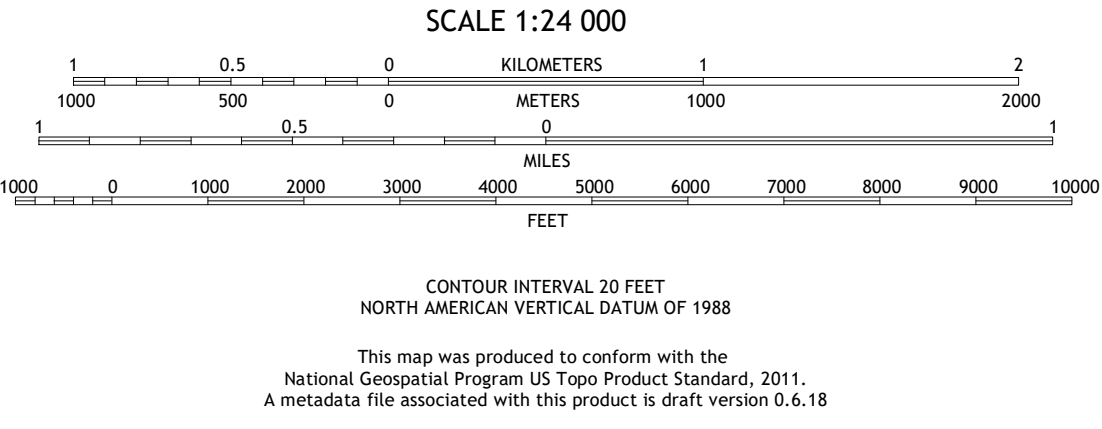 SCALE 1:24 000
1 0.5 0 KILOMETERS 1 2
1000 500 0 METERS 1000 2000
1 0.5 0 1
MILES
1000 0 1000 2000 3000 4000 5000 6000 7000 8000 9000 10000
FEET
CONTOUR INTERVAL 20 FEET
NORTH AMERICAN VERTICAL DATUM OF 1988
This map was produced to conform with the
National Geospatial Program US Topo Product Standard, 2011.
A metadata file associated with this product is draft version 0.6.18